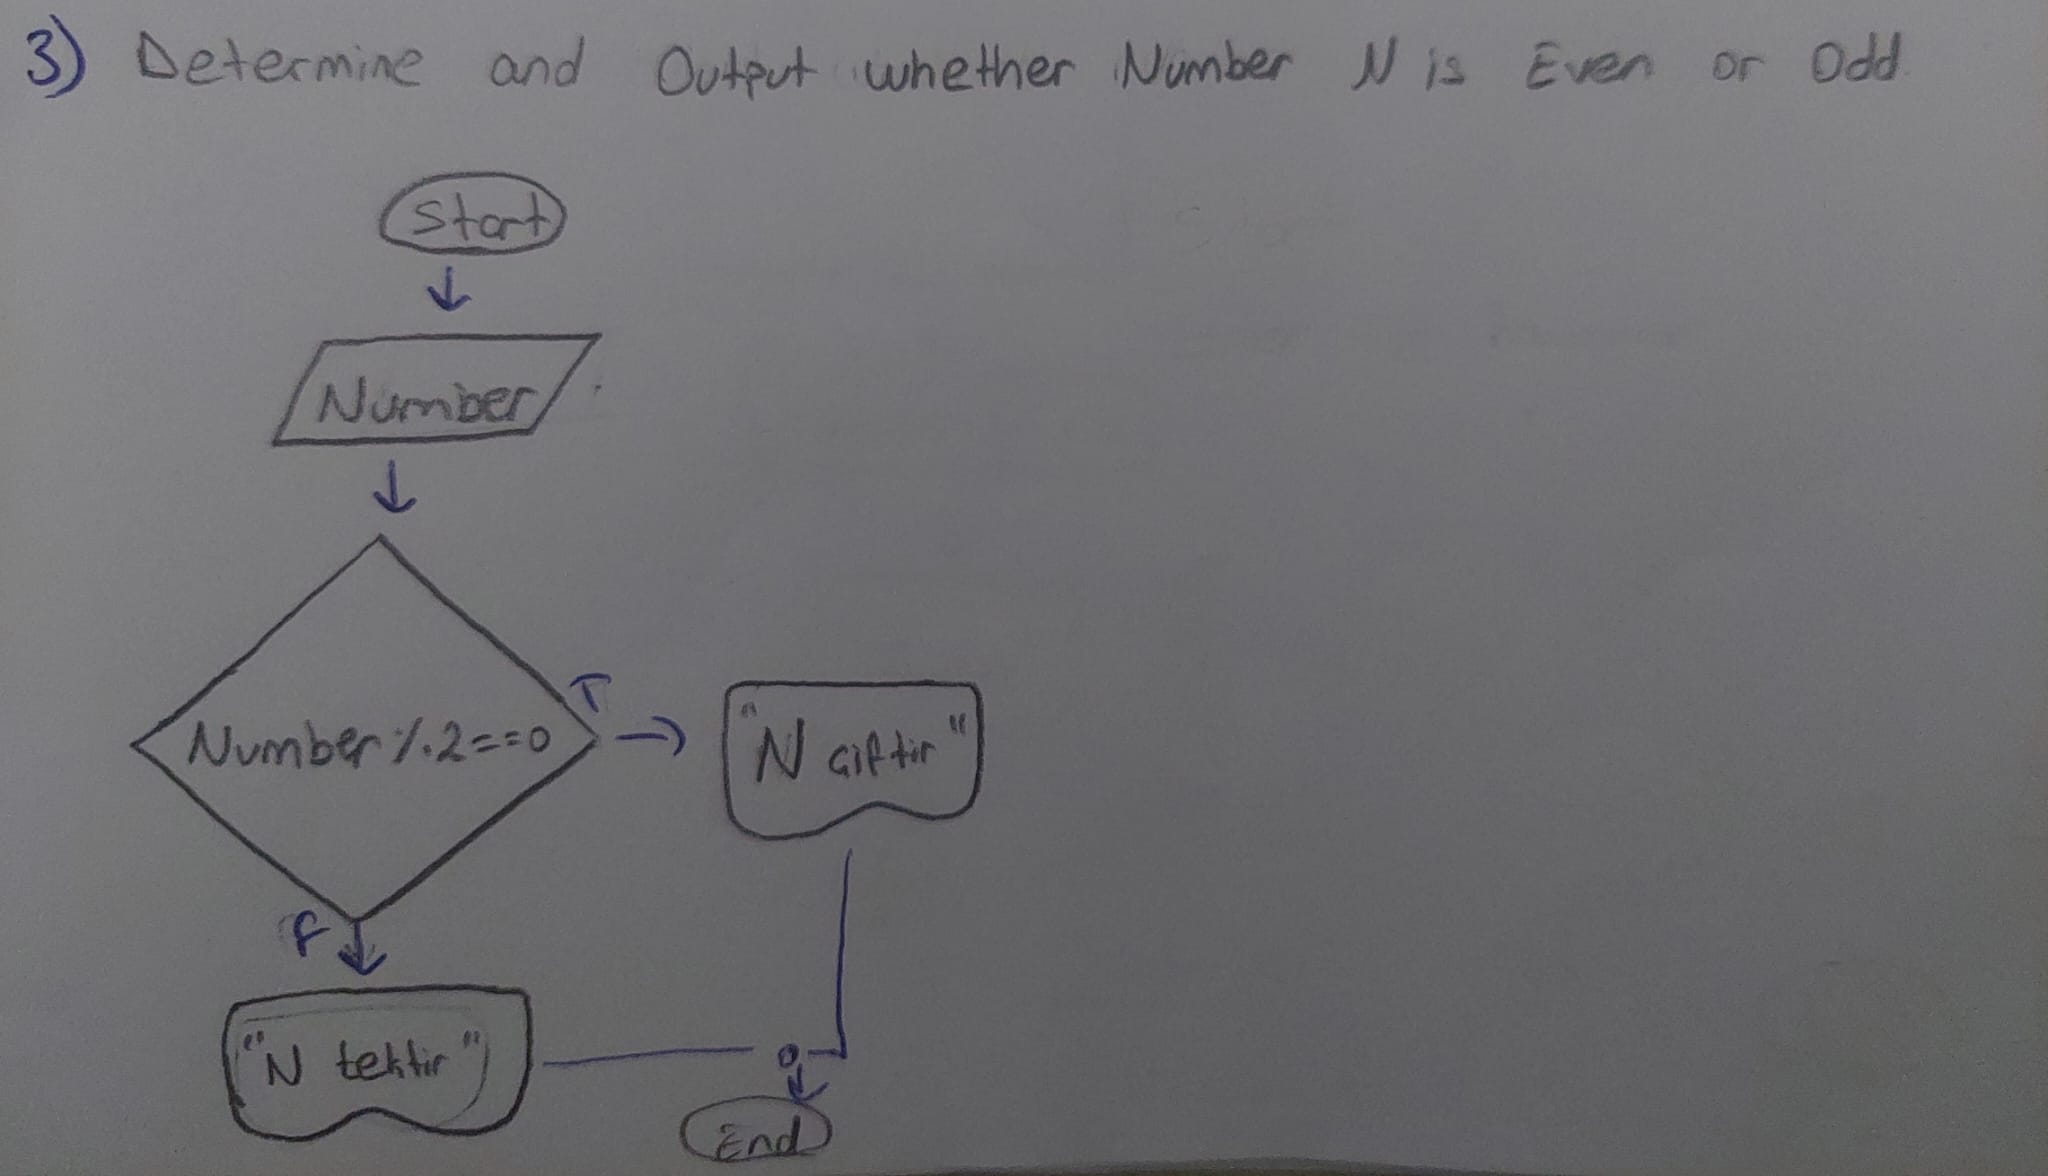 3) Determine and Output whether Number N is Even or Odd
Start
Number
Number % 2 == 0
T
"N çiftir"
F
"N tektir"
End